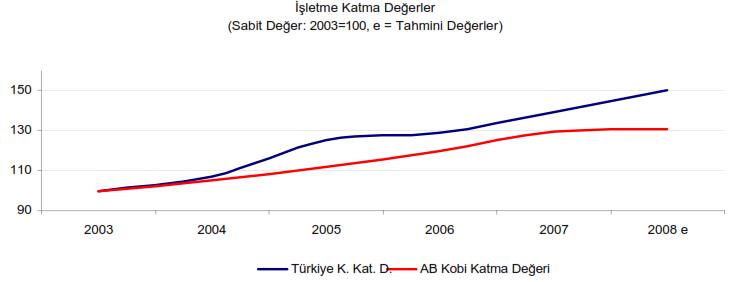 İşletme Katma Değerler
(Sabit Değer: 2003=100, e = Tahmini Değerler)
150
130
110
90
2003 2004 2005 2006 2007 2008 e
Türkiye K. Kat. D. AB Kobi Katma Değeri